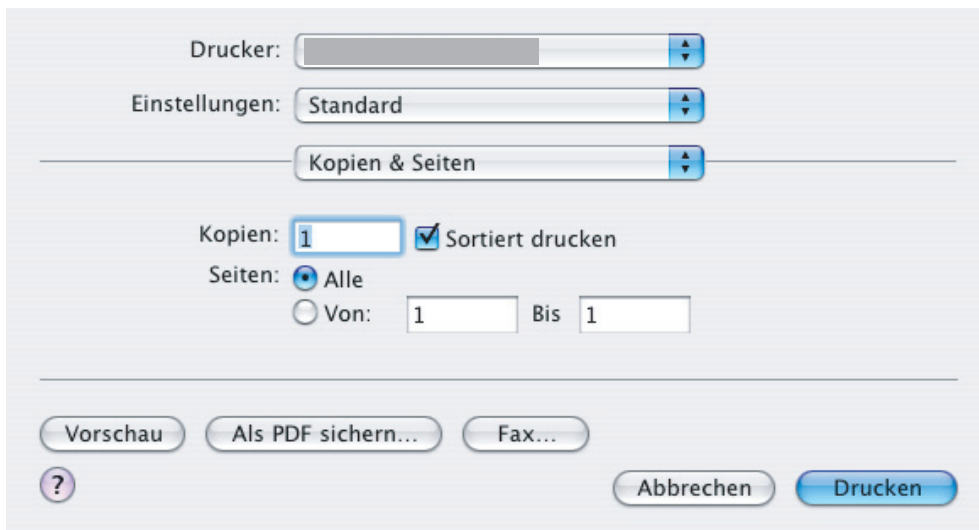 Drucker:
Einstellungen: Standard
Kopien & Seiten
Kopien: 1 Sortiert drucken
Seiten: Alle
Von: 1 Bis 1
Vorschau Als PDF sichern... Fax...
? Abbrechen Drucken